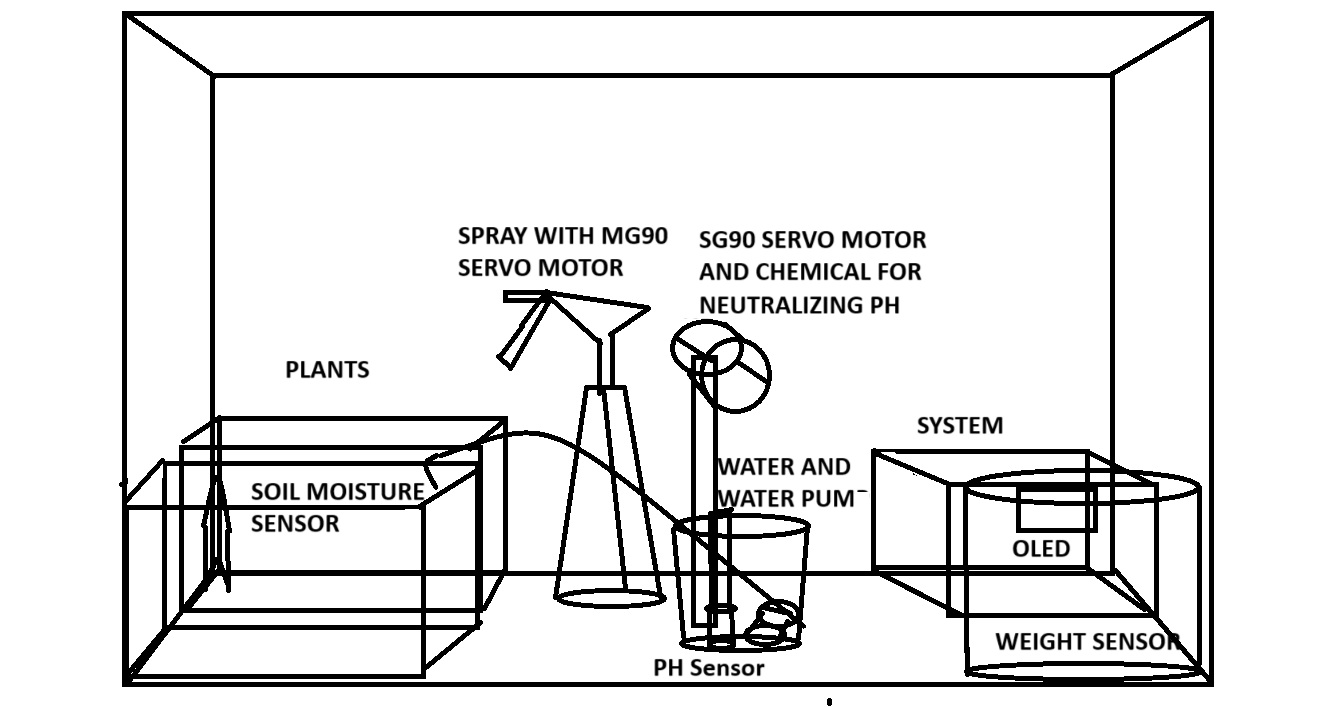 SPRAY WITH MG90
SERVO MOTOR
SG90 SERVO MOTOR
AND CHEMICAL FOR
NEUTRALIZING PH
PLANTS
SYSTEM
WATER AND
WATER PUM
SOIL MOISTURE
SENSOR
OLED
WEIGHT SENSOR
PH Sensor